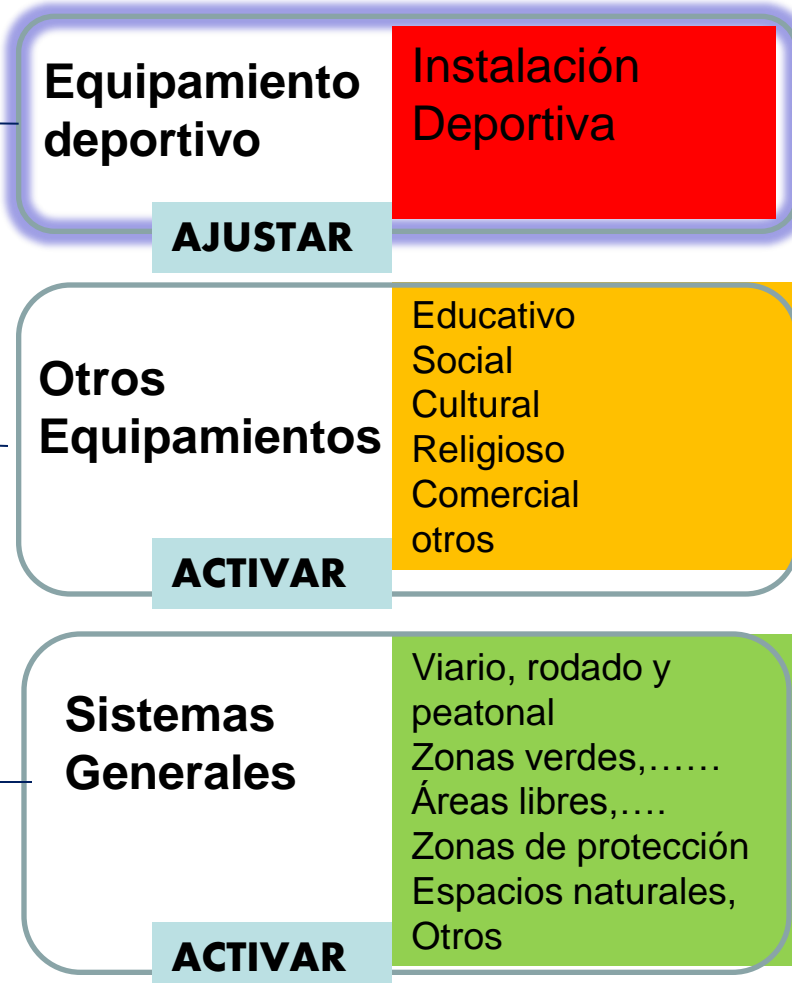 Equipamiento
deportivo
Instalación
Deportiva
AJUSTAR
Otros
Equipamientos
Educativo
Social
Cultural
Religioso
Comercial
otros
ACTIVAR
Sistemas
Generales
Viario, rodado y
peatonal
Zonas verdes,……
Áreas libres,….
Zonas de protección
Espacios naturales,
Otros
ACTIVAR